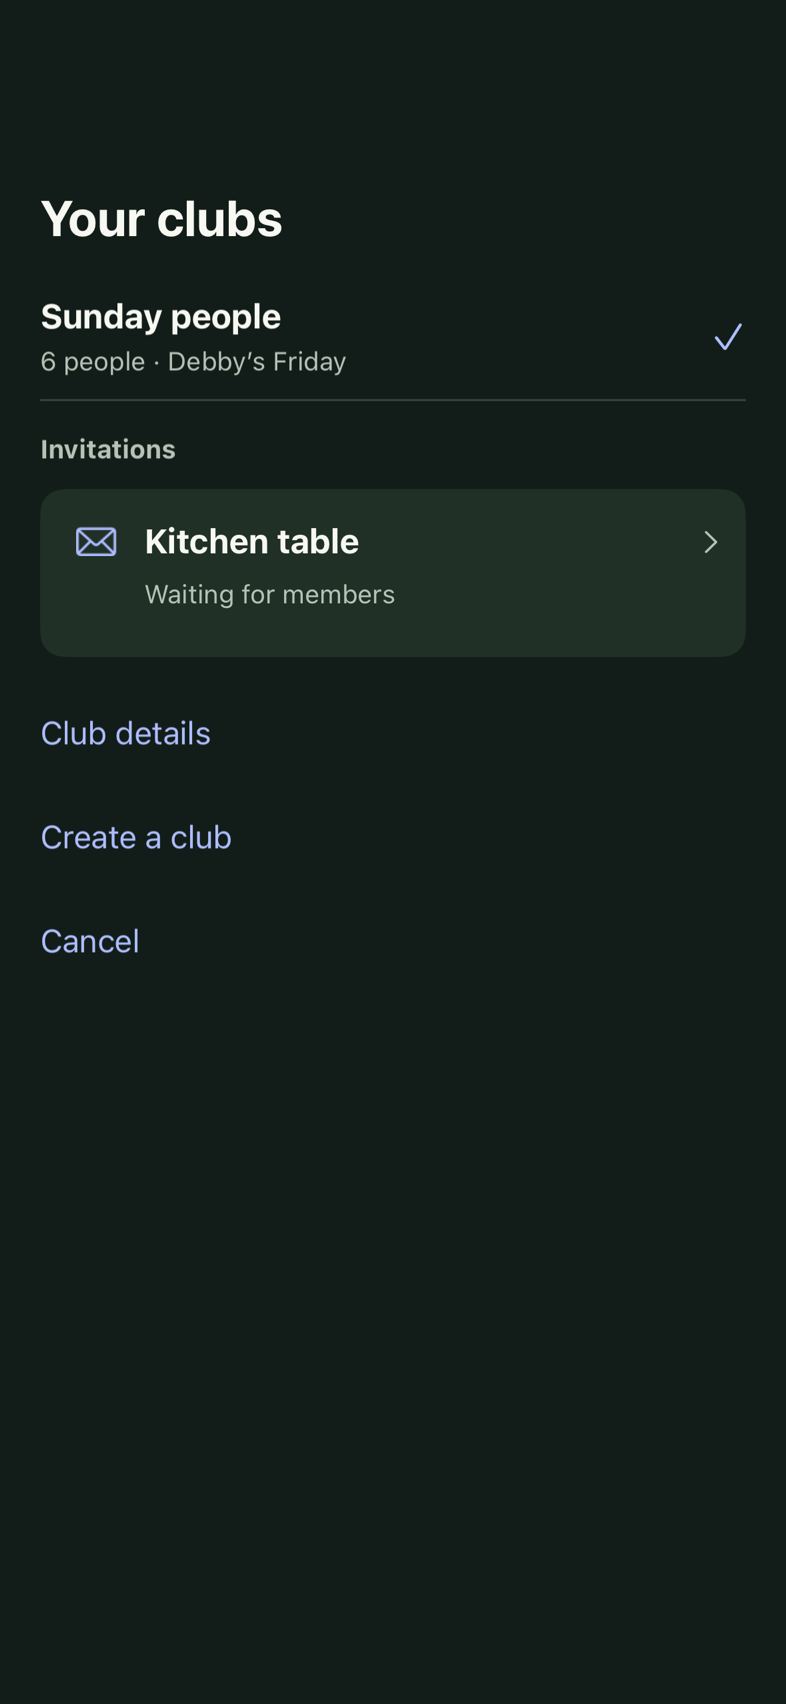 Your clubs
Sunday people
6 people · Debby’s Friday
Invitations
Kitchen table
Waiting for members
Club details
Create a club
Cancel